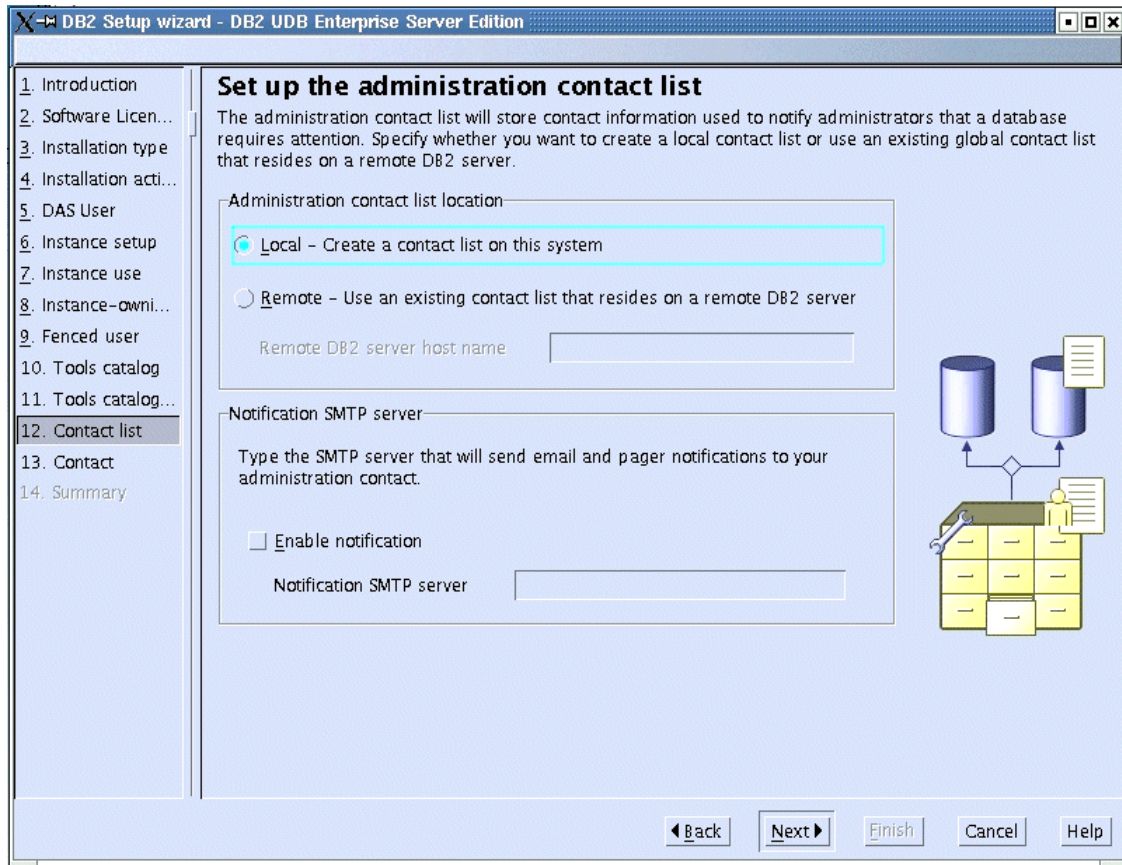 DB2 Setup wizard - DB2 UDB Enterprise Server Edition
1. Introduction
2. Software Licen...
3. Installation type
4. Installation acti...
5. DAS User
6. Instance setup
7. Instance use
8. Instance-owni...
9. Fenced user
10. Tools catalog
11. Tools catalog...
12. Contact list
13. Contact
14. Summary
Set up the administration contact list
The administration contact list will store contact information used to notify administrators that a database
requires attention. Specify whether you want to create a local contact list or use an existing global contact list
that resides on a remote DB2 server.
Administration contact list location
Local - Create a contact list on this system
Remote - Use an existing contact list that resides on a remote DB2 server
Remote DB2 server host name
Notification SMTP server
Type the SMTP server that will send email and pager notifications to your
administration contact.
Enable notification
Notification SMTP server
Back Next Finish Cancel Help